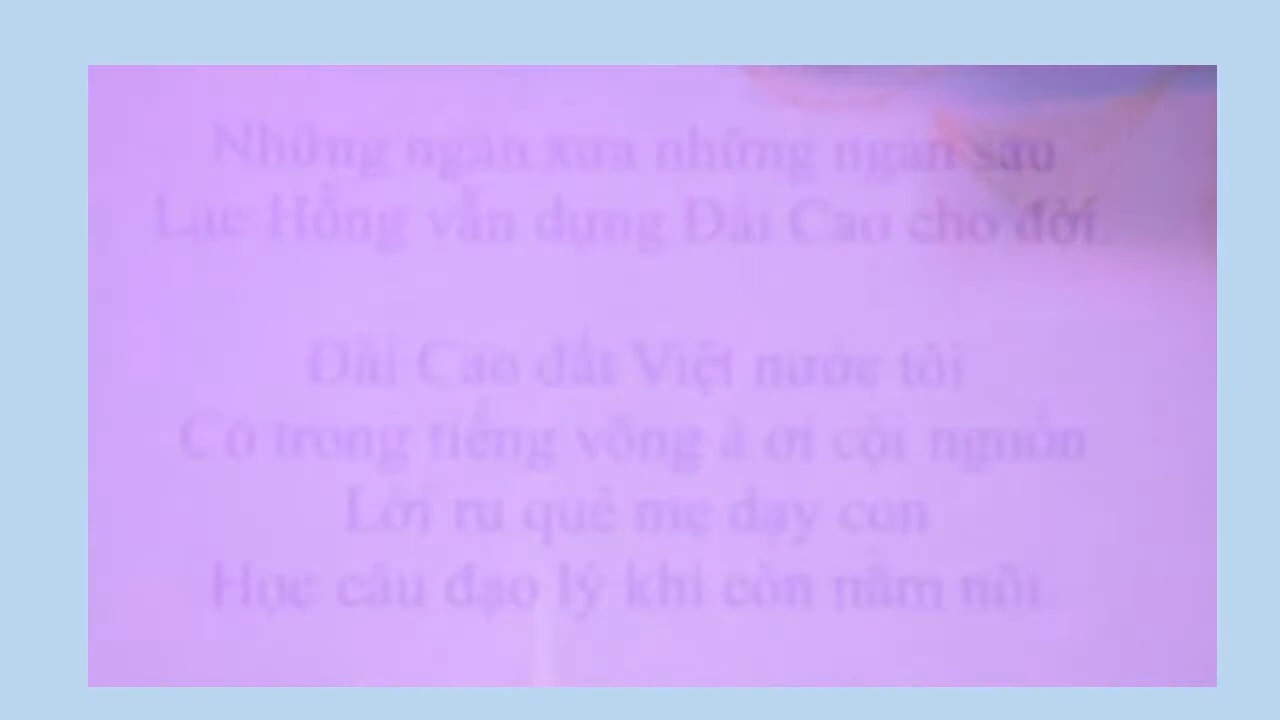 Những ngàn xưa những ngàn sau
Lạc Hồng vẫn dựng Đài Cao cho đời.
Đài Cao đất Việt nước tôi
Có trong tiếng võng à ơi cội nguồn
Lời ru quê mẹ dạy con
Học câu đạo lý khi còn nằm nôi.